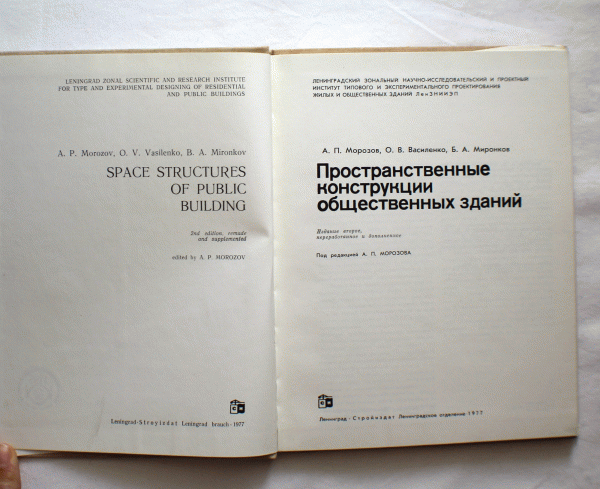 LENINGRAD ZONAL SCIENTIFIC AND RESEARCH INSTITUTE
FOR TYPE AND EXPERIMENTAL DESIGNING OF RESIDENTIAL
AND PUBLIC BUILDINGS
A. P. Morozov, O. V. Vasilenko, B. A. Mironkov
SPACE STRUCTURES
OF PUBLIC
BUILDING
2nd edition, remade
and supplemented
edited by A. P. MOROZOV
Leningrad-Stroyizdat Leningrad brauch-1977
ЛЕНИНГРАДСКИЙ ЗОНАЛЬНЫЙ НАУЧНО-ИССЛЕДОВАТЕЛЬСКИЙ И ПРОЕКТНЫЙ
ИНСТИТУТ ТИПОВОГО И ЭКСПЕРИМЕНТАЛЬНОГО ПРОЕКТИРОВАНИЯ
ЖИЛЫХ И ОБЩЕСТВЕННЫХ ЗДАНИЙ ЛенЗНИИЭП
А. П. Морозов, О. В. Василенко, Б. А. Миронков
Пространственные
конструкции
общественных зданий
Издание второе,
переработанное и дополненное
Под редакцией А. П. МОРОЗОВА
Ленинград · Стройиздат Ленинградское отделение 1977